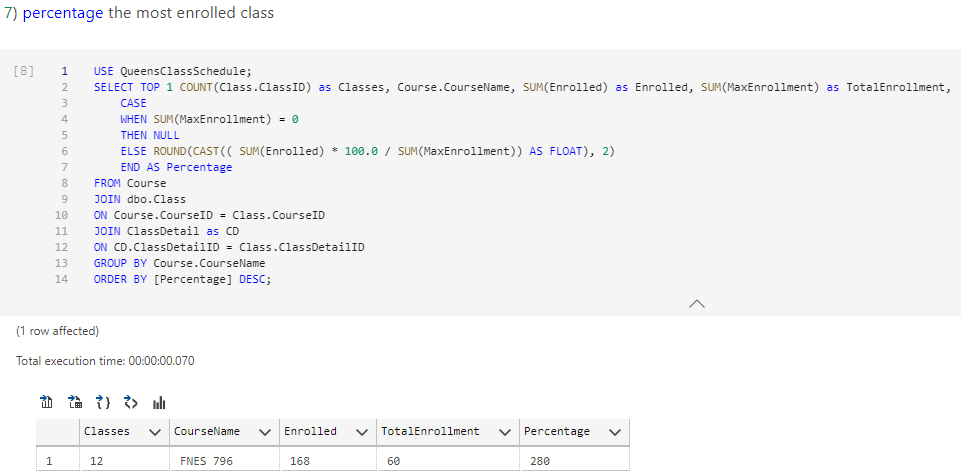 7) percentage the most enrolled class
[8] 1 USE QueensClassSchedule;
2 SELECT TOP 1 COUNT(Class.ClassID) as Classes, Course.CourseName, SUM(Enrolled) as Enrolled, SUM(MaxEnrollment) as TotalEnrollment,
3 CASE
4 WHEN SUM(MaxEnrollment) = 0
5 THEN NULL
6 ELSE ROUND(CAST(( SUM(Enrolled) * 100.0 / SUM(MaxEnrollment)) AS FLOAT), 2)
7 END AS Percentage
8 FROM Course
9 JOIN dbo.Class
10 ON Course.CourseID = Class.CourseID
11 JOIN ClassDetail as CD
12 ON CD.ClassDetailID = Class.ClassDetailID
13 GROUP BY Course.CourseName
14 ORDER BY [Percentage] DESC;
(1 row affected)
Total execution time: 00:00:00.070
Classes CourseName Enrolled TotalEnrollment Percentage
1 12 FNES 796 168 60 280